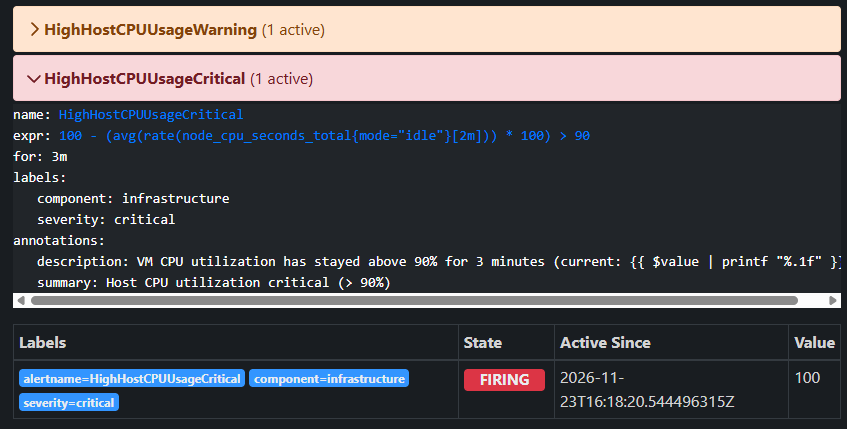 HighHostCPUUsageWarning (1 active)
HighHostCPUUsageCritical (1 active)
name: HighHostCPUUsageCritical
expr: 100 - (avg(rate(node_cpu_seconds_total{mode="idle"}[2m])) * 100) > 90
for: 3m
labels:
component: infrastructure
severity: critical
annotations:
description: VM CPU utilization has stayed above 90% for 3 minutes (current: {{ $value | printf "%.1f" }}
summary: Host CPU utilization critical (> 90%)
Labels State Active Since Value
alertname=HighHostCPUUsageCritical component=infrastructure FIRING 2026-11- 100
severity=critical 23T16:18:20.544496315Z